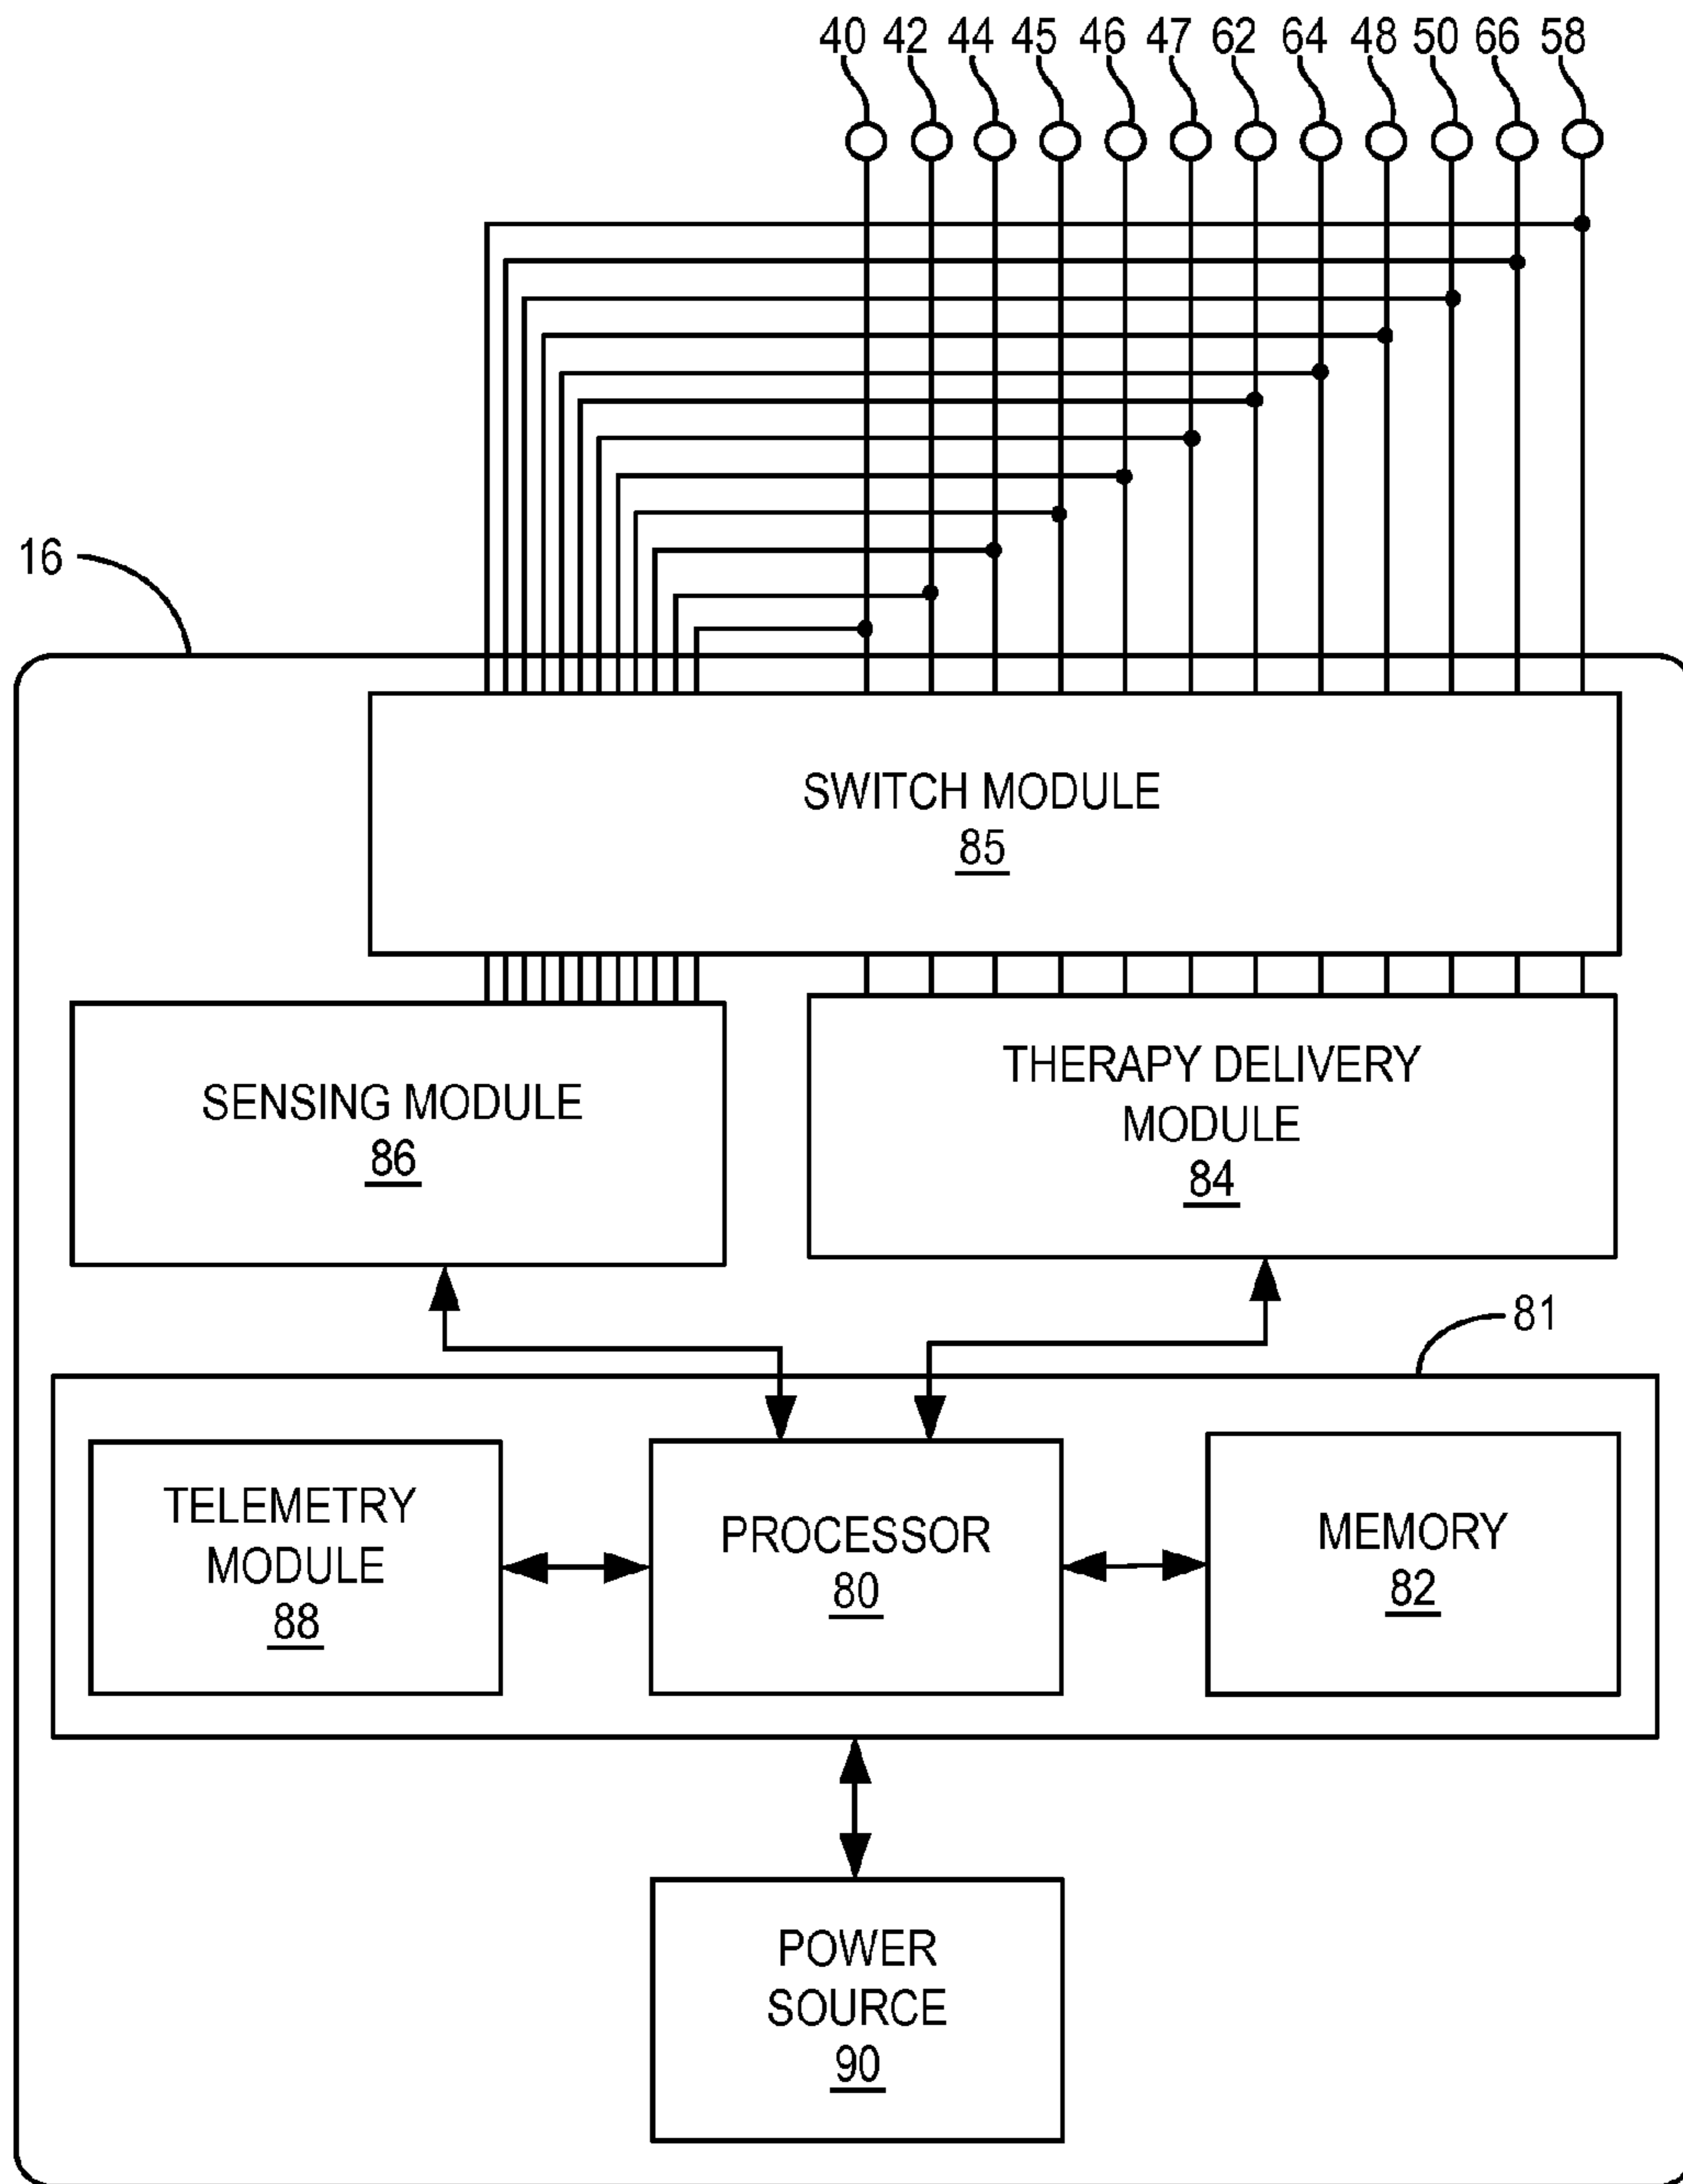 40 42 44 45 46 47 62 64 48 50 66 58
16
SWITCH MODULE
85
SENSING MODULE
86
THERAPY DELIVERY
MODULE
84
81
TELEMETRY
MODULE
88
PROCESSOR
80
MEMORY
82
POWER
SOURCE
90